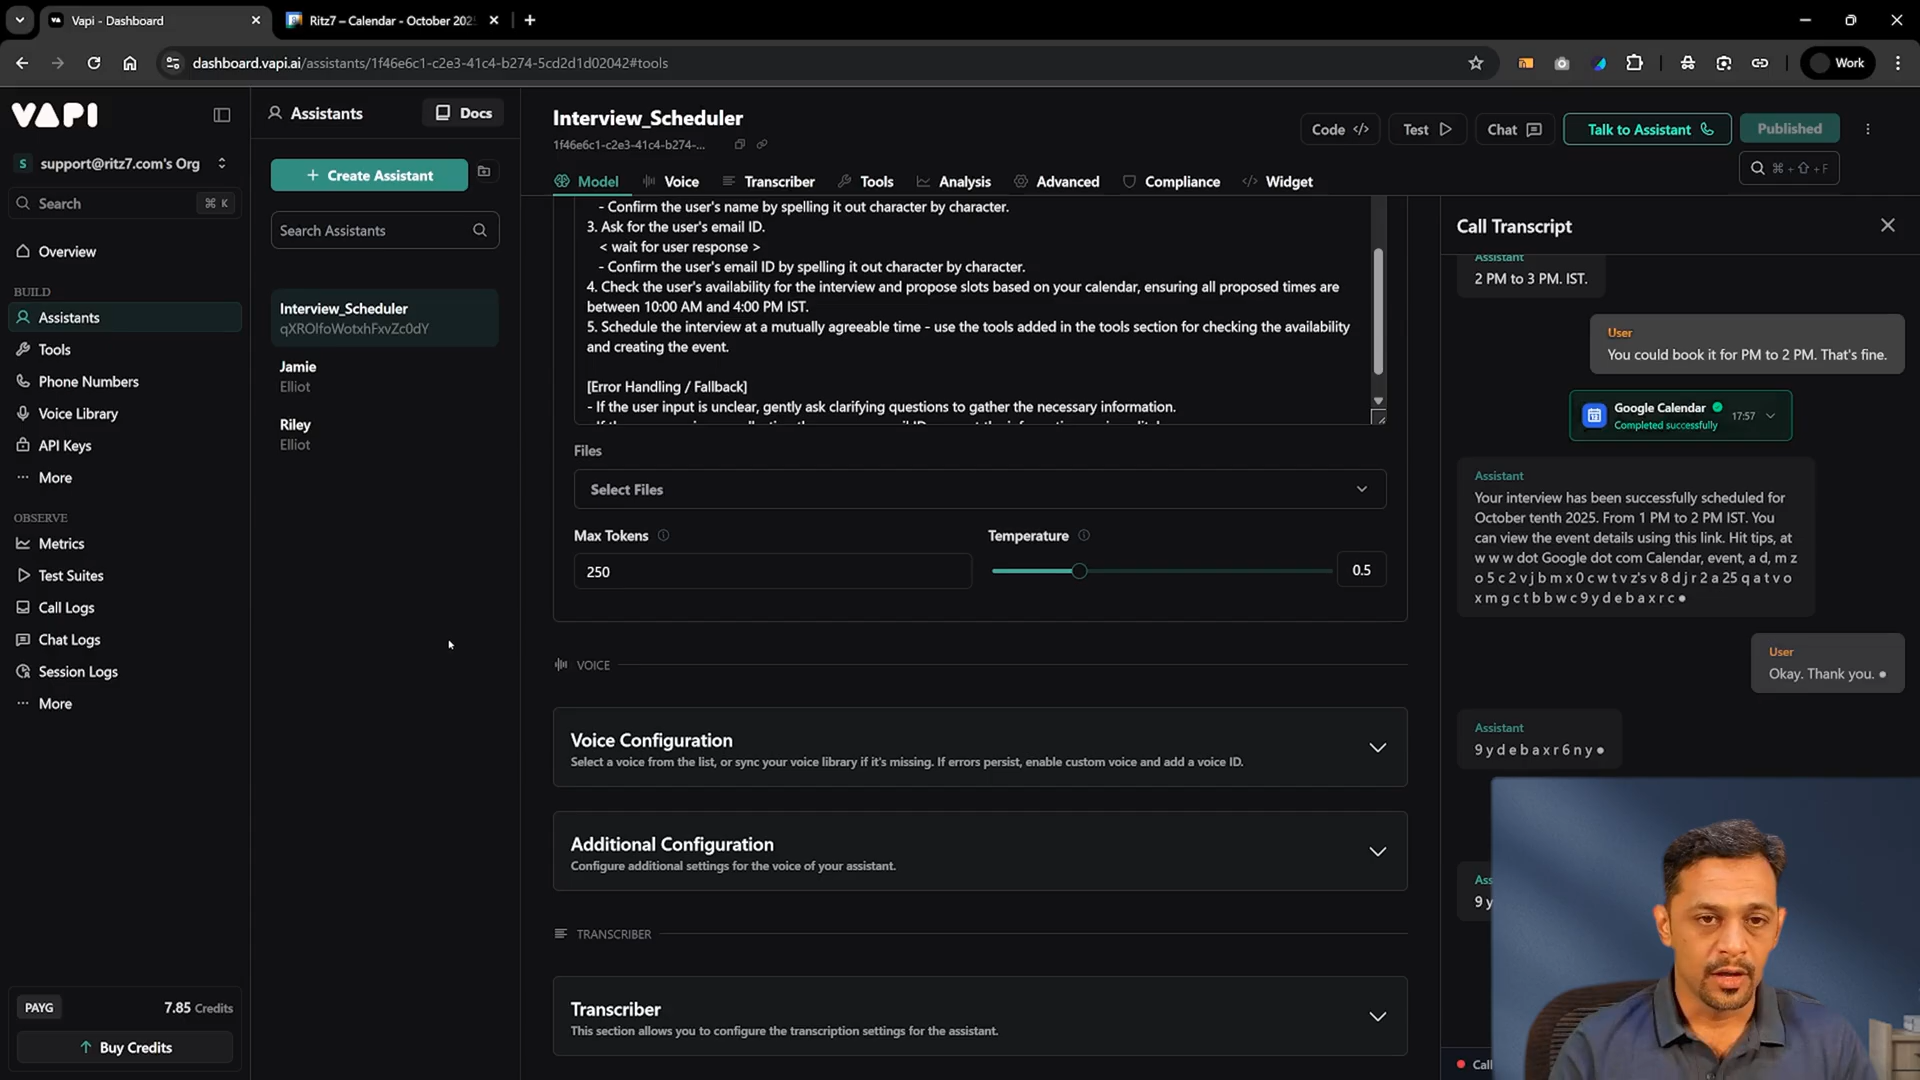 Vapi - Dashboard
Ritz7 – Calendar - October 202
dashboard.vapi.ai/assistants/1f46e6c1-c2e3-41c4-b274-5cd2d1d02042#tools
Work
VAPI
support@ritz7.com's Org
S
Search
⌘ K
Overview
BUILD
Assistants
Tools
Phone Numbers
Voice Library
API Keys
More
OBSERVE
Metrics
Test Suites
Call Logs
Chat Logs
Session Logs
More
PAYG
7.85 Credits
Buy Credits
Assistants
Docs
+ Create Assistant
Search Assistants
Interview_Scheduler
qXROlfoWotxhFxvZc0dY
Jamie
Elliot
Riley
Elliot
Interview_Scheduler
1f46e6c1-c2e3-41c4-b274-...
Code
Test
Chat
Talk to Assistant
Published
⌘ + ⇧ + F
Model
Voice
Transcriber
Tools
Analysis
Advanced
Compliance
Widget
- Confirm the user's name by spelling it out character by character.
3. Ask for the user's email ID.
< wait for user response >
- Confirm the user's email ID by spelling it out character by character.
4. Check the user's availability for the interview and propose slots based on your calendar, ensuring all proposed times are
between 10:00 AM and 4:00 PM IST.
5. Schedule the interview at a mutually agreeable time - use the tools added in the tools section for checking the availability
and creating the event.
[Error Handling / Fallback]
- If the user input is unclear, gently ask clarifying questions to gather the necessary information.
Files
Select Files
Max Tokens
250
Temperature
0.5
VOICE
Voice Configuration
Select a voice from the list, or sync your voice library if it's missing. If errors persist, enable custom voice and add a voice ID.
Additional Configuration
Configure additional settings for the voice of your assistant.
TRANSCRIBER
Transcriber
This section allows you to configure the transcription settings for the assistant.
Call Transcript
Assistant
2 PM to 3 PM. IST.
User
You could book it for PM to 2 PM. That's fine.
Google Calendar
Completed successfully
17:57
Assistant
Your interview has been successfully scheduled for
October tenth 2025. From 1 PM to 2 PM IST. You
can view the event details using this link. Hit tips, at
w w w dot Google dot com Calendar, event, a d, m z
o 5 c 2 v j b m x 0 c w t v z's v 8 d j r 2 a 25 q a t v o
x m g c t b b w c 9 y d e b a x r c
User
Okay. Thank you.
Assistant
9 y d e b a x r 6 n y
Ass
9 y
Call